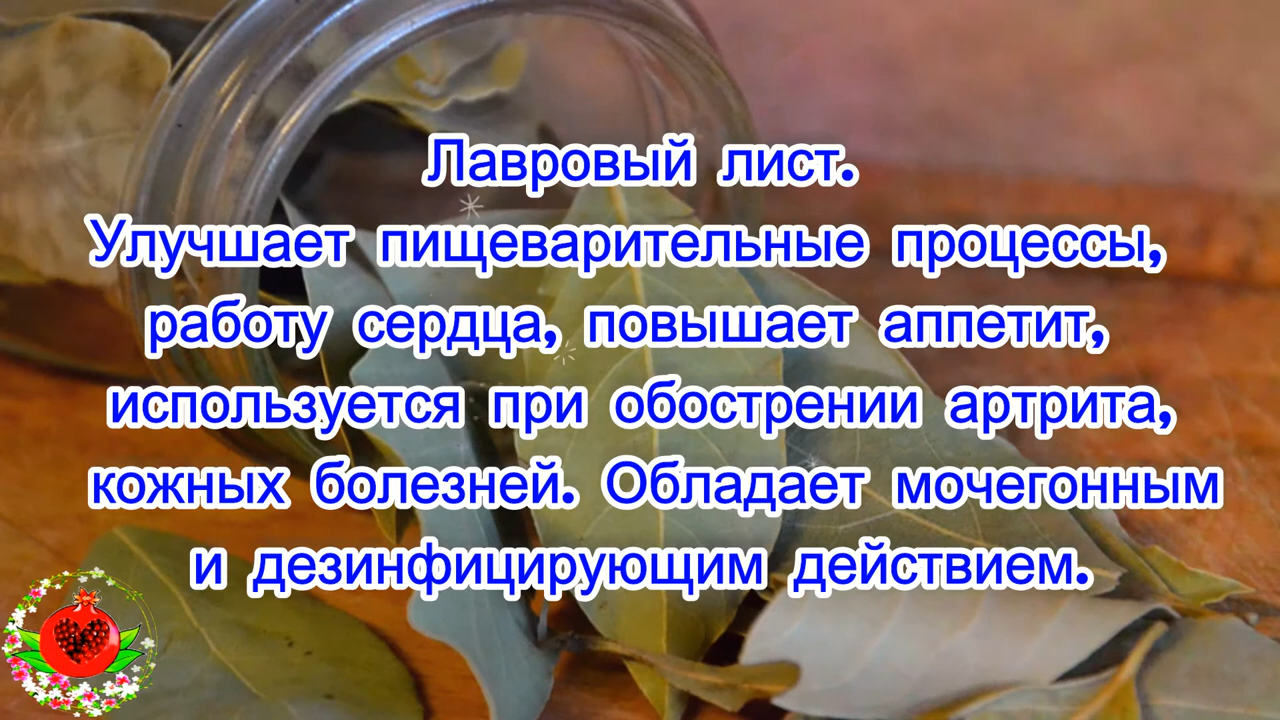 Лавровый лист.
Улучшает пищеварительные процессы,
работу сердца, повышает аппетит,
используется при обострении артрита,
кожных болезней. Обладает мочегонным
и дезинфицирующим действием.